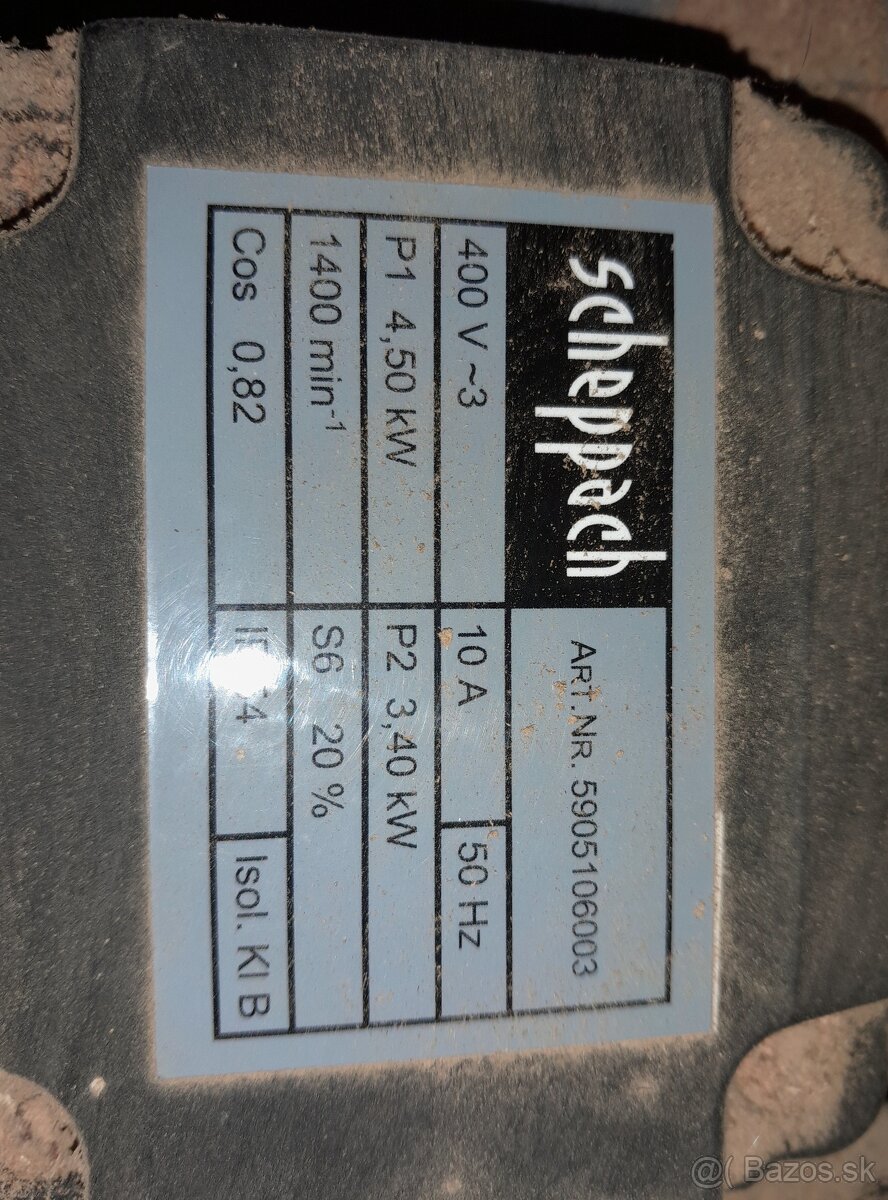 scheppach
ART.NR. 5905106003
400 V ~3 10 A 50 Hz
P1 4,50 kW P2 3,40 kW
1400 min⁻¹ S6 20 %
Cos 0,82 Isol. Kl B
@( Bazos.sk